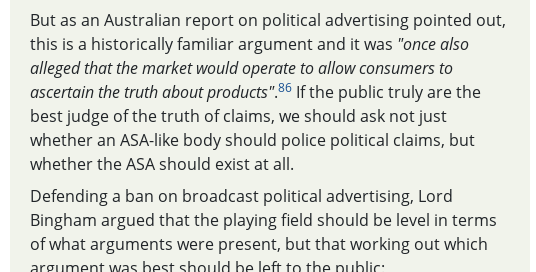 But as an Australian report on political advertising pointed out,
this is a historically familiar argument and it was "once also
alleged that the market would operate to allow consumers to
ascertain the truth about products".86 If the public truly are the
best judge of the truth of claims, we should ask not just
whether an ASA-like body should police political claims, but
whether the ASA should exist at all.
Defending a ban on broadcast political advertising, Lord
Bingham argued that the playing field should be level in terms
of what arguments were present, but that working out which
argument was best should be left to the public: